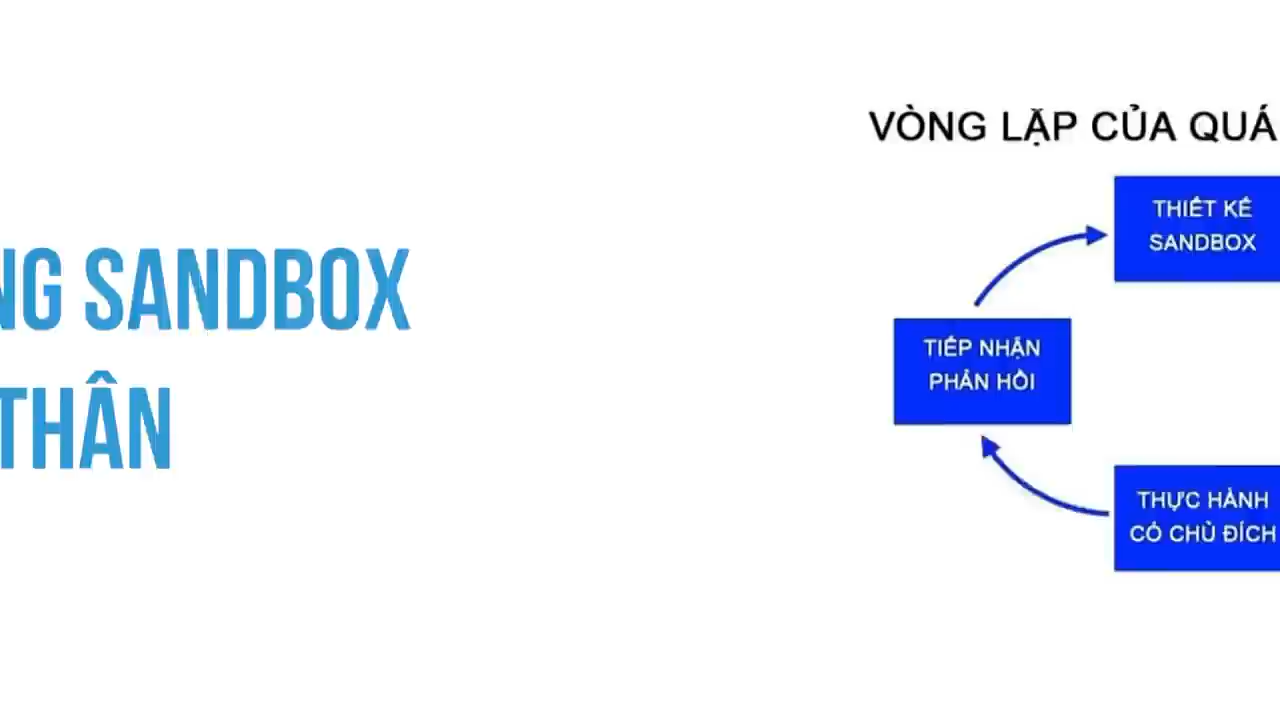 NG SANDBOX
THÂN
VÒNG LẶP CỦA QUÁ
THIẾT KẾ
SANDBOX
TIẾP NHẬN
PHẢN HỒI
THỰC HÀNH
CÓ CHỦ ĐÍCH